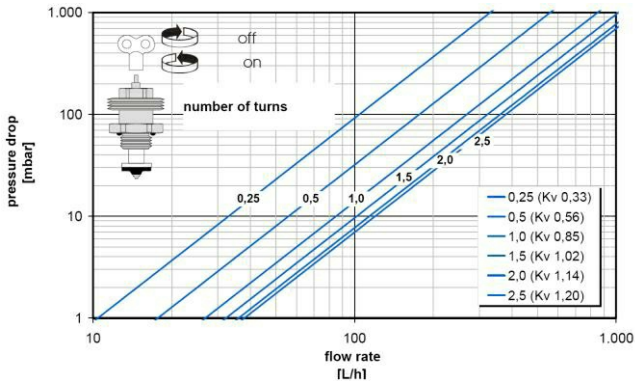 1.000
100
10
1
pressure drop
[mbar]
off
on
number of turns
0,25
0,5
1,0
1,5
2,0
2,5
0,25 (Kv 0,33)
0,5 (Kv 0,56)
1,0 (Kv 0,85)
1,5 (Kv 1,02)
2,0 (Kv 1,14)
2,5 (Kv 1,20)
10
100
1.000
flow rate
[L/h]